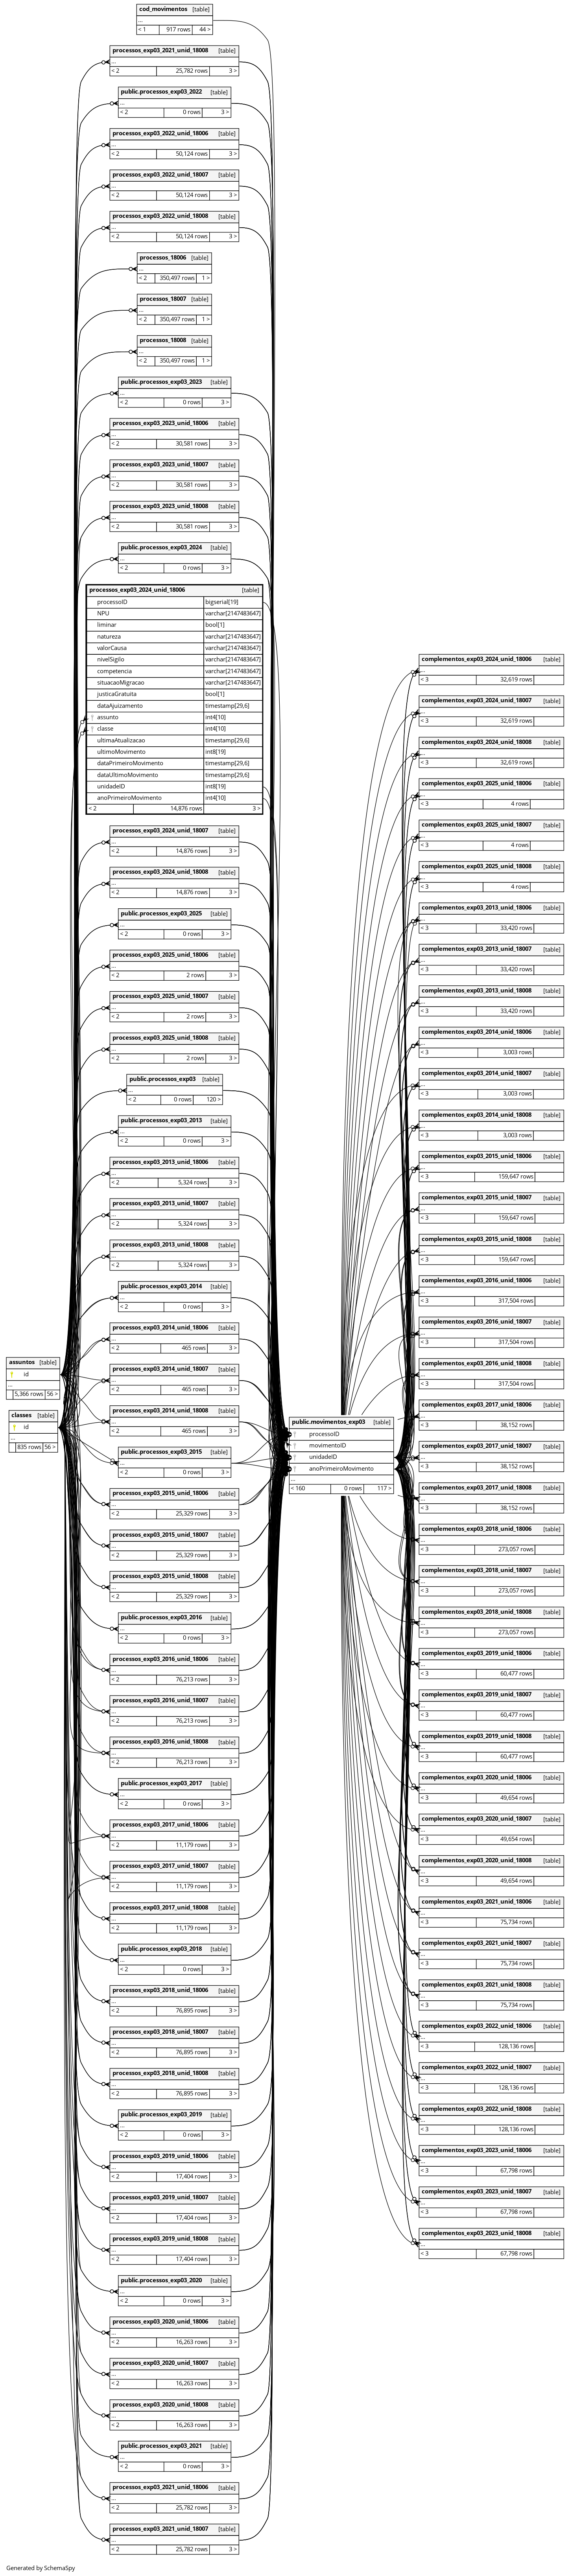 cod_movimentos [table]
...
< 1 917 rows 44 >
processos_exp03_2021_unid_18008 [table]
...
< 2 25,782 rows 3 >
public.processos_exp03_2022 [table]
...
< 2 0 rows 3 >
processos_exp03_2022_unid_18006 [table]
...
< 2 50,124 rows 3 >
processos_exp03_2022_unid_18007 [table]
...
< 2 50,124 rows 3 >
processos_exp03_2022_unid_18008 [table]
...
< 2 50,124 rows 3 >
processos_18006 [table]
...
< 2 350,497 rows 1 >
processos_18007 [table]
...
< 2 350,497 rows 1 >
processos_18008 [table]
...
< 2 350,497 rows 1 >
public.processos_exp03_2023 [table]
...
< 2 0 rows 3 >
processos_exp03_2023_unid_18006 [table]
...
< 2 30,581 rows 3 >
processos_exp03_2023_unid_18007 [table]
...
< 2 30,581 rows 3 >
processos_exp03_2023_unid_18008 [table]
...
< 2 30,581 rows 3 >
public.processos_exp03_2024 [table]
...
< 2 0 rows 3 >
processos_exp03_2024_unid_18006 [table]
processoID bigserial[19]
NPU varchar[2147483647]
liminar bool[1]
natureza varchar[2147483647]
valorCausa varchar[2147483647]
nivelSigilo varchar[2147483647]
competencia varchar[2147483647]
situacaoMigracao varchar[2147483647]
justicaGratuita bool[1]
dataAjuizamento timestamp[29,6]
assunto int4[10]
classe int4[10]
ultimaAtualizacao timestamp[29,6]
ultimoMovimento int8[19]
dataPrimeiroMovimento timestamp[29,6]
dataUltimoMovimento timestamp[29,6]
unidadeID int8[19]
anoPrimeiroMovimento int4[10]
< 2 14,876 rows 3 >
processos_exp03_2024_unid_18007 [table]
...
< 2 14,876 rows 3 >
processos_exp03_2024_unid_18008 [table]
...
< 2 14,876 rows 3 >
public.processos_exp03_2025 [table]
...
< 2 0 rows 3 >
processos_exp03_2025_unid_18006 [table]
...
< 2 2 rows 3 >
processos_exp03_2025_unid_18007 [table]
...
< 2 2 rows 3 >
processos_exp03_2025_unid_18008 [table]
...
< 2 2 rows 3 >
public.processos_exp03 [table]
...
< 2 0 rows 120 >
public.processos_exp03_2013 [table]
...
< 2 0 rows 3 >
processos_exp03_2013_unid_18006 [table]
...
< 2 5,324 rows 3 >
processos_exp03_2013_unid_18007 [table]
...
< 2 5,324 rows 3 >
processos_exp03_2013_unid_18008 [table]
...
< 2 5,324 rows 3 >
public.processos_exp03_2014 [table]
...
< 2 0 rows 3 >
processos_exp03_2014_unid_18006 [table]
...
< 2 465 rows 3 >
processos_exp03_2014_unid_18007 [table]
...
< 2 465 rows 3 >
processos_exp03_2014_unid_18008 [table]
...
< 2 465 rows 3 >
public.processos_exp03_2015 [table]
...
< 2 0 rows 3 >
processos_exp03_2015_unid_18006 [table]
...
< 2 25,329 rows 3 >
processos_exp03_2015_unid_18007 [table]
...
< 2 25,329 rows 3 >
processos_exp03_2015_unid_18008 [table]
...
< 2 25,329 rows 3 >
public.processos_exp03_2016 [table]
...
< 2 0 rows 3 >
processos_exp03_2016_unid_18006 [table]
...
< 2 76,213 rows 3 >
processos_exp03_2016_unid_18007 [table]
...
< 2 76,213 rows 3 >
processos_exp03_2016_unid_18008 [table]
...
< 2 76,213 rows 3 >
public.processos_exp03_2017 [table]
...
< 2 0 rows 3 >
processos_exp03_2017_unid_18006 [table]
...
< 2 11,179 rows 3 >
processos_exp03_2017_unid_18007 [table]
...
< 2 11,179 rows 3 >
processos_exp03_2017_unid_18008 [table]
...
< 2 11,179 rows 3 >
public.processos_exp03_2018 [table]
...
< 2 0 rows 3 >
processos_exp03_2018_unid_18006 [table]
...
< 2 76,895 rows 3 >
processos_exp03_2018_unid_18007 [table]
...
< 2 76,895 rows 3 >
processos_exp03_2018_unid_18008 [table]
...
< 2 76,895 rows 3 >
public.processos_exp03_2019 [table]
...
< 2 0 rows 3 >
processos_exp03_2019_unid_18006 [table]
...
< 2 17,404 rows 3 >
processos_exp03_2019_unid_18007 [table]
...
< 2 17,404 rows 3 >
processos_exp03_2019_unid_18008 [table]
...
< 2 17,404 rows 3 >
public.processos_exp03_2020 [table]
...
< 2 0 rows 3 >
processos_exp03_2020_unid_18006 [table]
...
< 2 16,263 rows 3 >
processos_exp03_2020_unid_18007 [table]
...
< 2 16,263 rows 3 >
processos_exp03_2020_unid_18008 [table]
...
< 2 16,263 rows 3 >
public.processos_exp03_2021 [table]
...
< 2 0 rows 3 >
processos_exp03_2021_unid_18006 [table]
...
< 2 25,782 rows 3 >
processos_exp03_2021_unid_18007 [table]
...
< 2 25,782 rows 3 >
assuntos [table]
id
...
5,366 rows 56 >
classes [table]
id
...
835 rows 56 >
public.movimentos_exp03 [table]
processoID
movimentoID
unidadeID
anoPrimeiroMovimento
...
< 160 0 rows 117 >
complementos_exp03_2024_unid_18006 [table]
...
< 3 32,619 rows
complementos_exp03_2024_unid_18007 [table]
...
< 3 32,619 rows
complementos_exp03_2024_unid_18008 [table]
...
< 3 32,619 rows
complementos_exp03_2025_unid_18006 [table]
...
< 3 4 rows
complementos_exp03_2025_unid_18007 [table]
...
< 3 4 rows
complementos_exp03_2025_unid_18008 [table]
...
< 3 4 rows
complementos_exp03_2013_unid_18006 [table]
...
< 3 33,420 rows
complementos_exp03_2013_unid_18007 [table]
...
< 3 33,420 rows
complementos_exp03_2013_unid_18008 [table]
...
< 3 33,420 rows
complementos_exp03_2014_unid_18006 [table]
...
< 3 3,003 rows
complementos_exp03_2014_unid_18007 [table]
...
< 3 3,003 rows
complementos_exp03_2014_unid_18008 [table]
...
< 3 3,003 rows
complementos_exp03_2015_unid_18006 [table]
...
< 3 159,647 rows
complementos_exp03_2015_unid_18007 [table]
...
< 3 159,647 rows
complementos_exp03_2015_unid_18008 [table]
...
< 3 159,647 rows
complementos_exp03_2016_unid_18006 [table]
...
< 3 317,504 rows
complementos_exp03_2016_unid_18007 [table]
...
< 3 317,504 rows
complementos_exp03_2016_unid_18008 [table]
...
< 3 317,504 rows
complementos_exp03_2017_unid_18006 [table]
...
< 3 38,152 rows
complementos_exp03_2017_unid_18007 [table]
...
< 3 38,152 rows
complementos_exp03_2017_unid_18008 [table]
...
< 3 38,152 rows
complementos_exp03_2018_unid_18006 [table]
...
< 3 273,057 rows
complementos_exp03_2018_unid_18007 [table]
...
< 3 273,057 rows
complementos_exp03_2018_unid_18008 [table]
...
< 3 273,057 rows
complementos_exp03_2019_unid_18006 [table]
...
< 3 60,477 rows
complementos_exp03_2019_unid_18007 [table]
...
< 3 60,477 rows
complementos_exp03_2019_unid_18008 [table]
...
< 3 60,477 rows
complementos_exp03_2020_unid_18006 [table]
...
< 3 49,654 rows
complementos_exp03_2020_unid_18007 [table]
...
< 3 49,654 rows
complementos_exp03_2020_unid_18008 [table]
...
< 3 49,654 rows
complementos_exp03_2021_unid_18006 [table]
...
< 3 75,734 rows
complementos_exp03_2021_unid_18007 [table]
...
< 3 75,734 rows
complementos_exp03_2021_unid_18008 [table]
...
< 3 75,734 rows
complementos_exp03_2022_unid_18006 [table]
...
< 3 128,136 rows
complementos_exp03_2022_unid_18007 [table]
...
< 3 128,136 rows
complementos_exp03_2022_unid_18008 [table]
...
< 3 128,136 rows
complementos_exp03_2023_unid_18006 [table]
...
< 3 67,798 rows
complementos_exp03_2023_unid_18007 [table]
...
< 3 67,798 rows
complementos_exp03_2023_unid_18008 [table]
...
< 3 67,798 rows
Generated by SchemaSpy